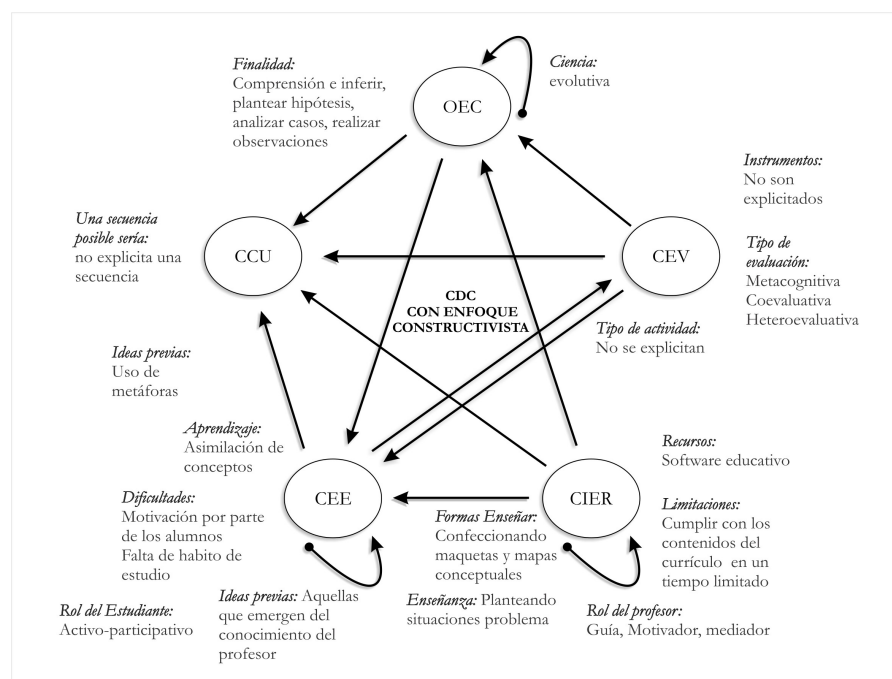 Finalidad:
Comprensión e inferir,
plantear hipótesis,
analizar casos, realizar
observaciones
OEC
Ciencia:
evolutiva
Instrumentos:
No son
explicitados
Una secuencia
posible sería:
no explicita una
secuencia
CCU
CEV
Tipo de
evaluación:
Metacognitiva
Coevaluativa
Heteroevaluativa
CDC
CON ENFOQUE
CONSTRUCTIVISTA
Tipo de actividad:
No se explicitan
Ideas previas:
Uso de
metáforas
Aprendizaje:
Asimilación de
conceptos
Recursos:
Software educativo
CEE
CIER
Dificultades:
Motivación por parte
de los alumnos
Falta de habito de
estudio
Formas Enseñar:
Confeccionando
maquetas y mapas
conceptuales
Limitaciones:
Cumplir con los
contenidos del
currículo en un
tiempo limitado
Rol del Estudiante:
Activo-participativo
Ideas previas: Aquellas
que emergen del
conocimiento del
profesor
Enseñanza: Planteando
situaciones problema
Rol del profesor:
Guía, Motivador, mediador